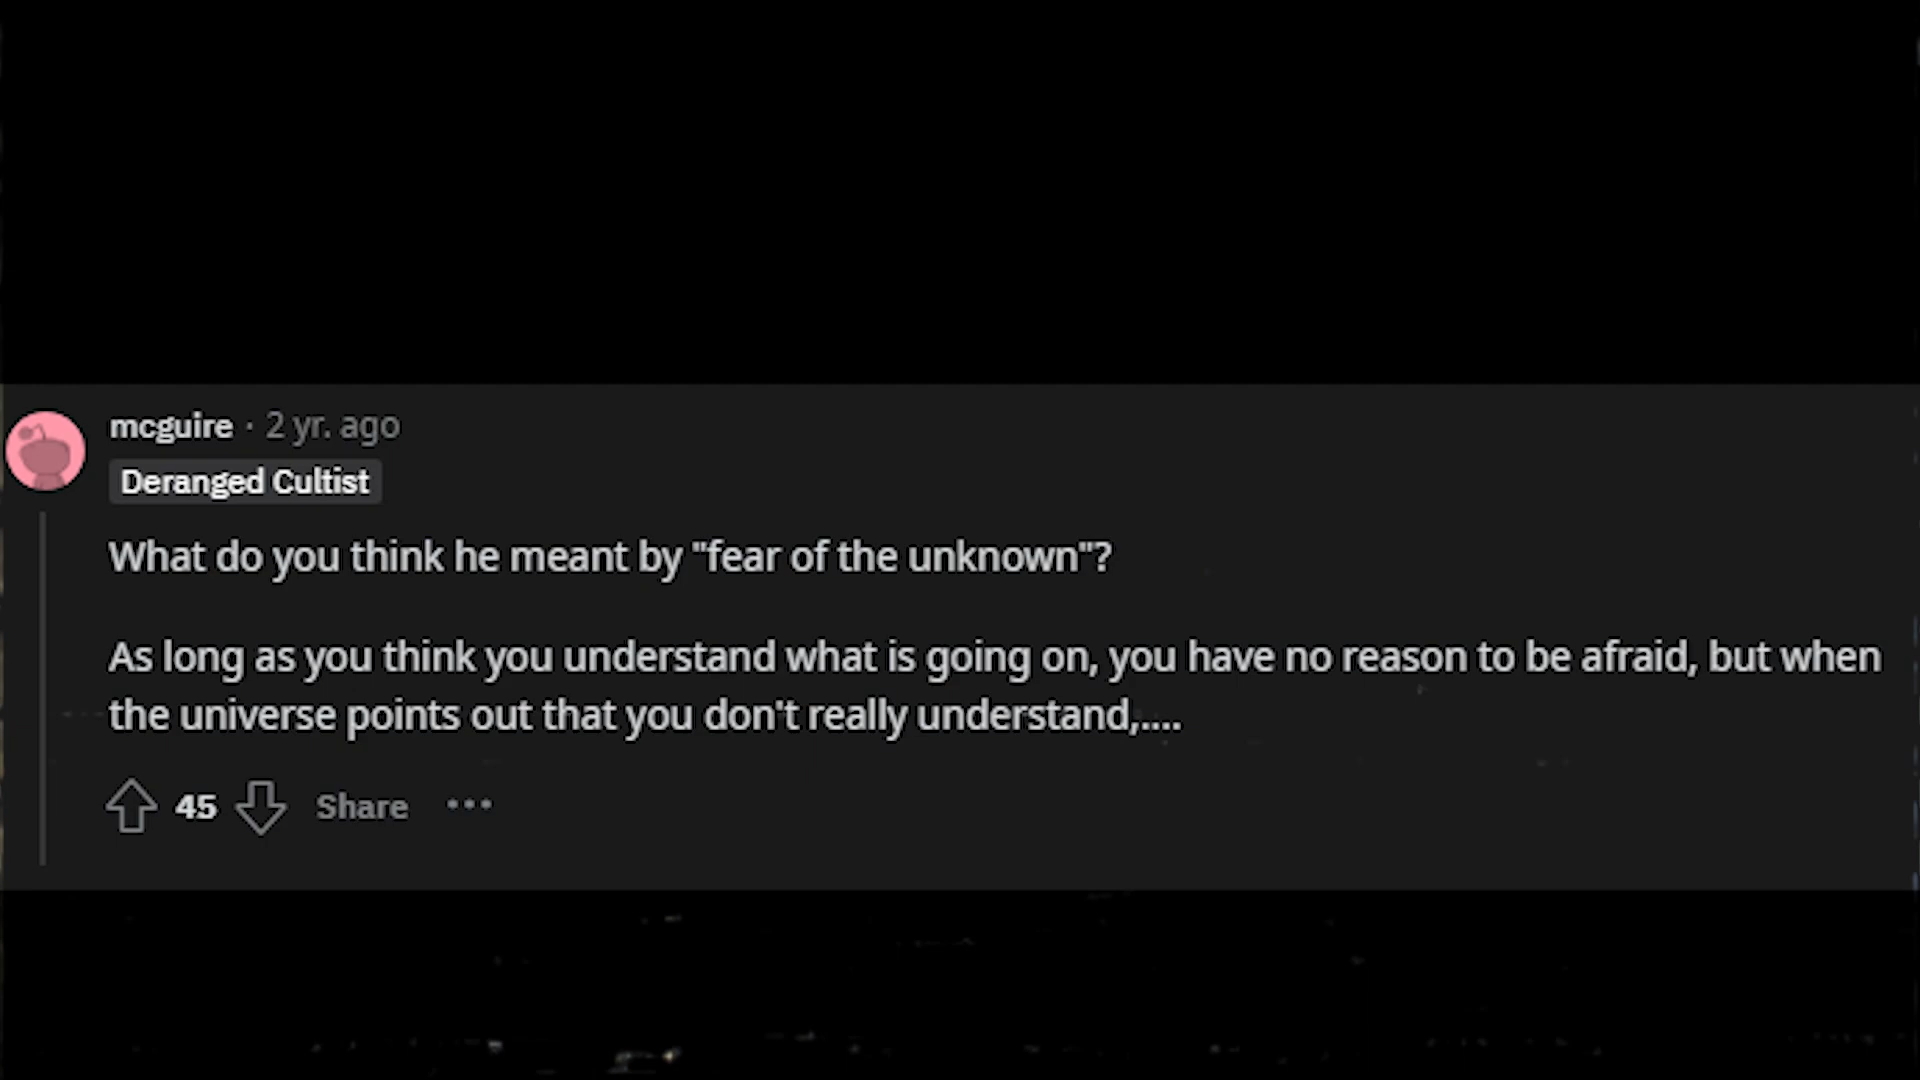 mcguire · 2 yr. ago
Deranged Cultist
What do you think he meant by "fear of the unknown"?
As long as you think you understand what is going on, you have no reason to be afraid, but when
the universe points out that you don't really understand,....
45 Share •••